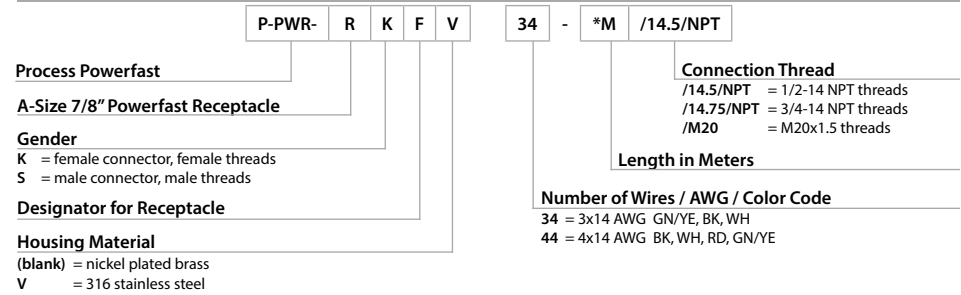 P-PWR- R K F V 34 - *M /14.5/NPT
Process Powerfast
A-Size 7/8” Powerfast Receptacle
Gender
K = female connector, female threads
S = male connector, male threads
Designator for Receptacle
Housing Material
(blank) = nickel plated brass
V = 316 stainless steel
Connection Thread
/14.5/NPT = 1/2-14 NPT threads
/14.75/NPT = 3/4-14 NPT threads
/M20 = M20x1.5 threads
Length in Meters
Number of Wires / AWG / Color Code
34 = 3x14 AWG GN/YE, BK, WH
44 = 4x14 AWG BK, WH, RD, GN/YE